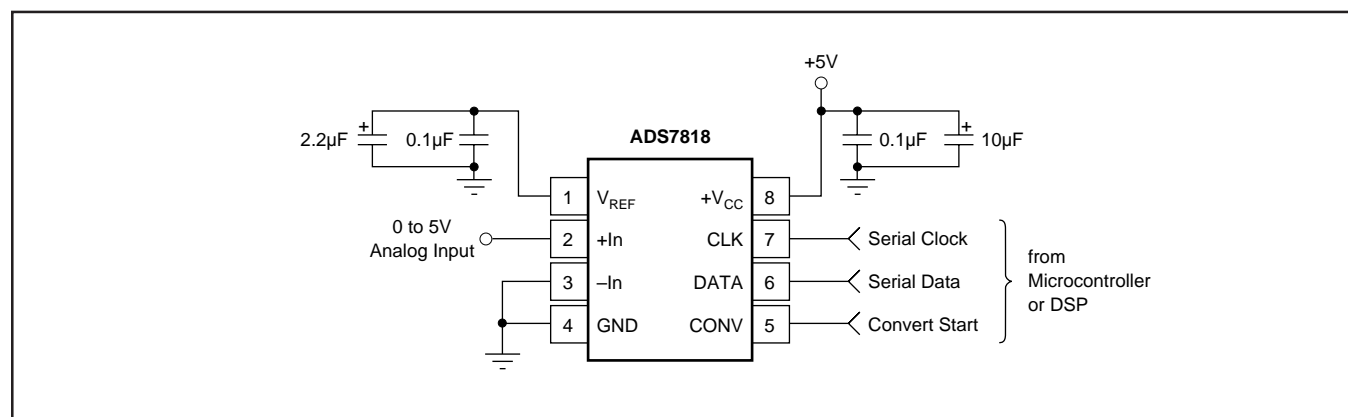 +5V
2.2µF
+
0.1µF
ADS7818
0.1µF
+
10µF
1
V_REF
+V_CC
8
0 to 5V
Analog Input
2
+In
CLK
7
Serial Clock
3
–In
DATA
6
Serial Data
4
GND
CONV
5
Convert Start
from
Microcontroller
or DSP